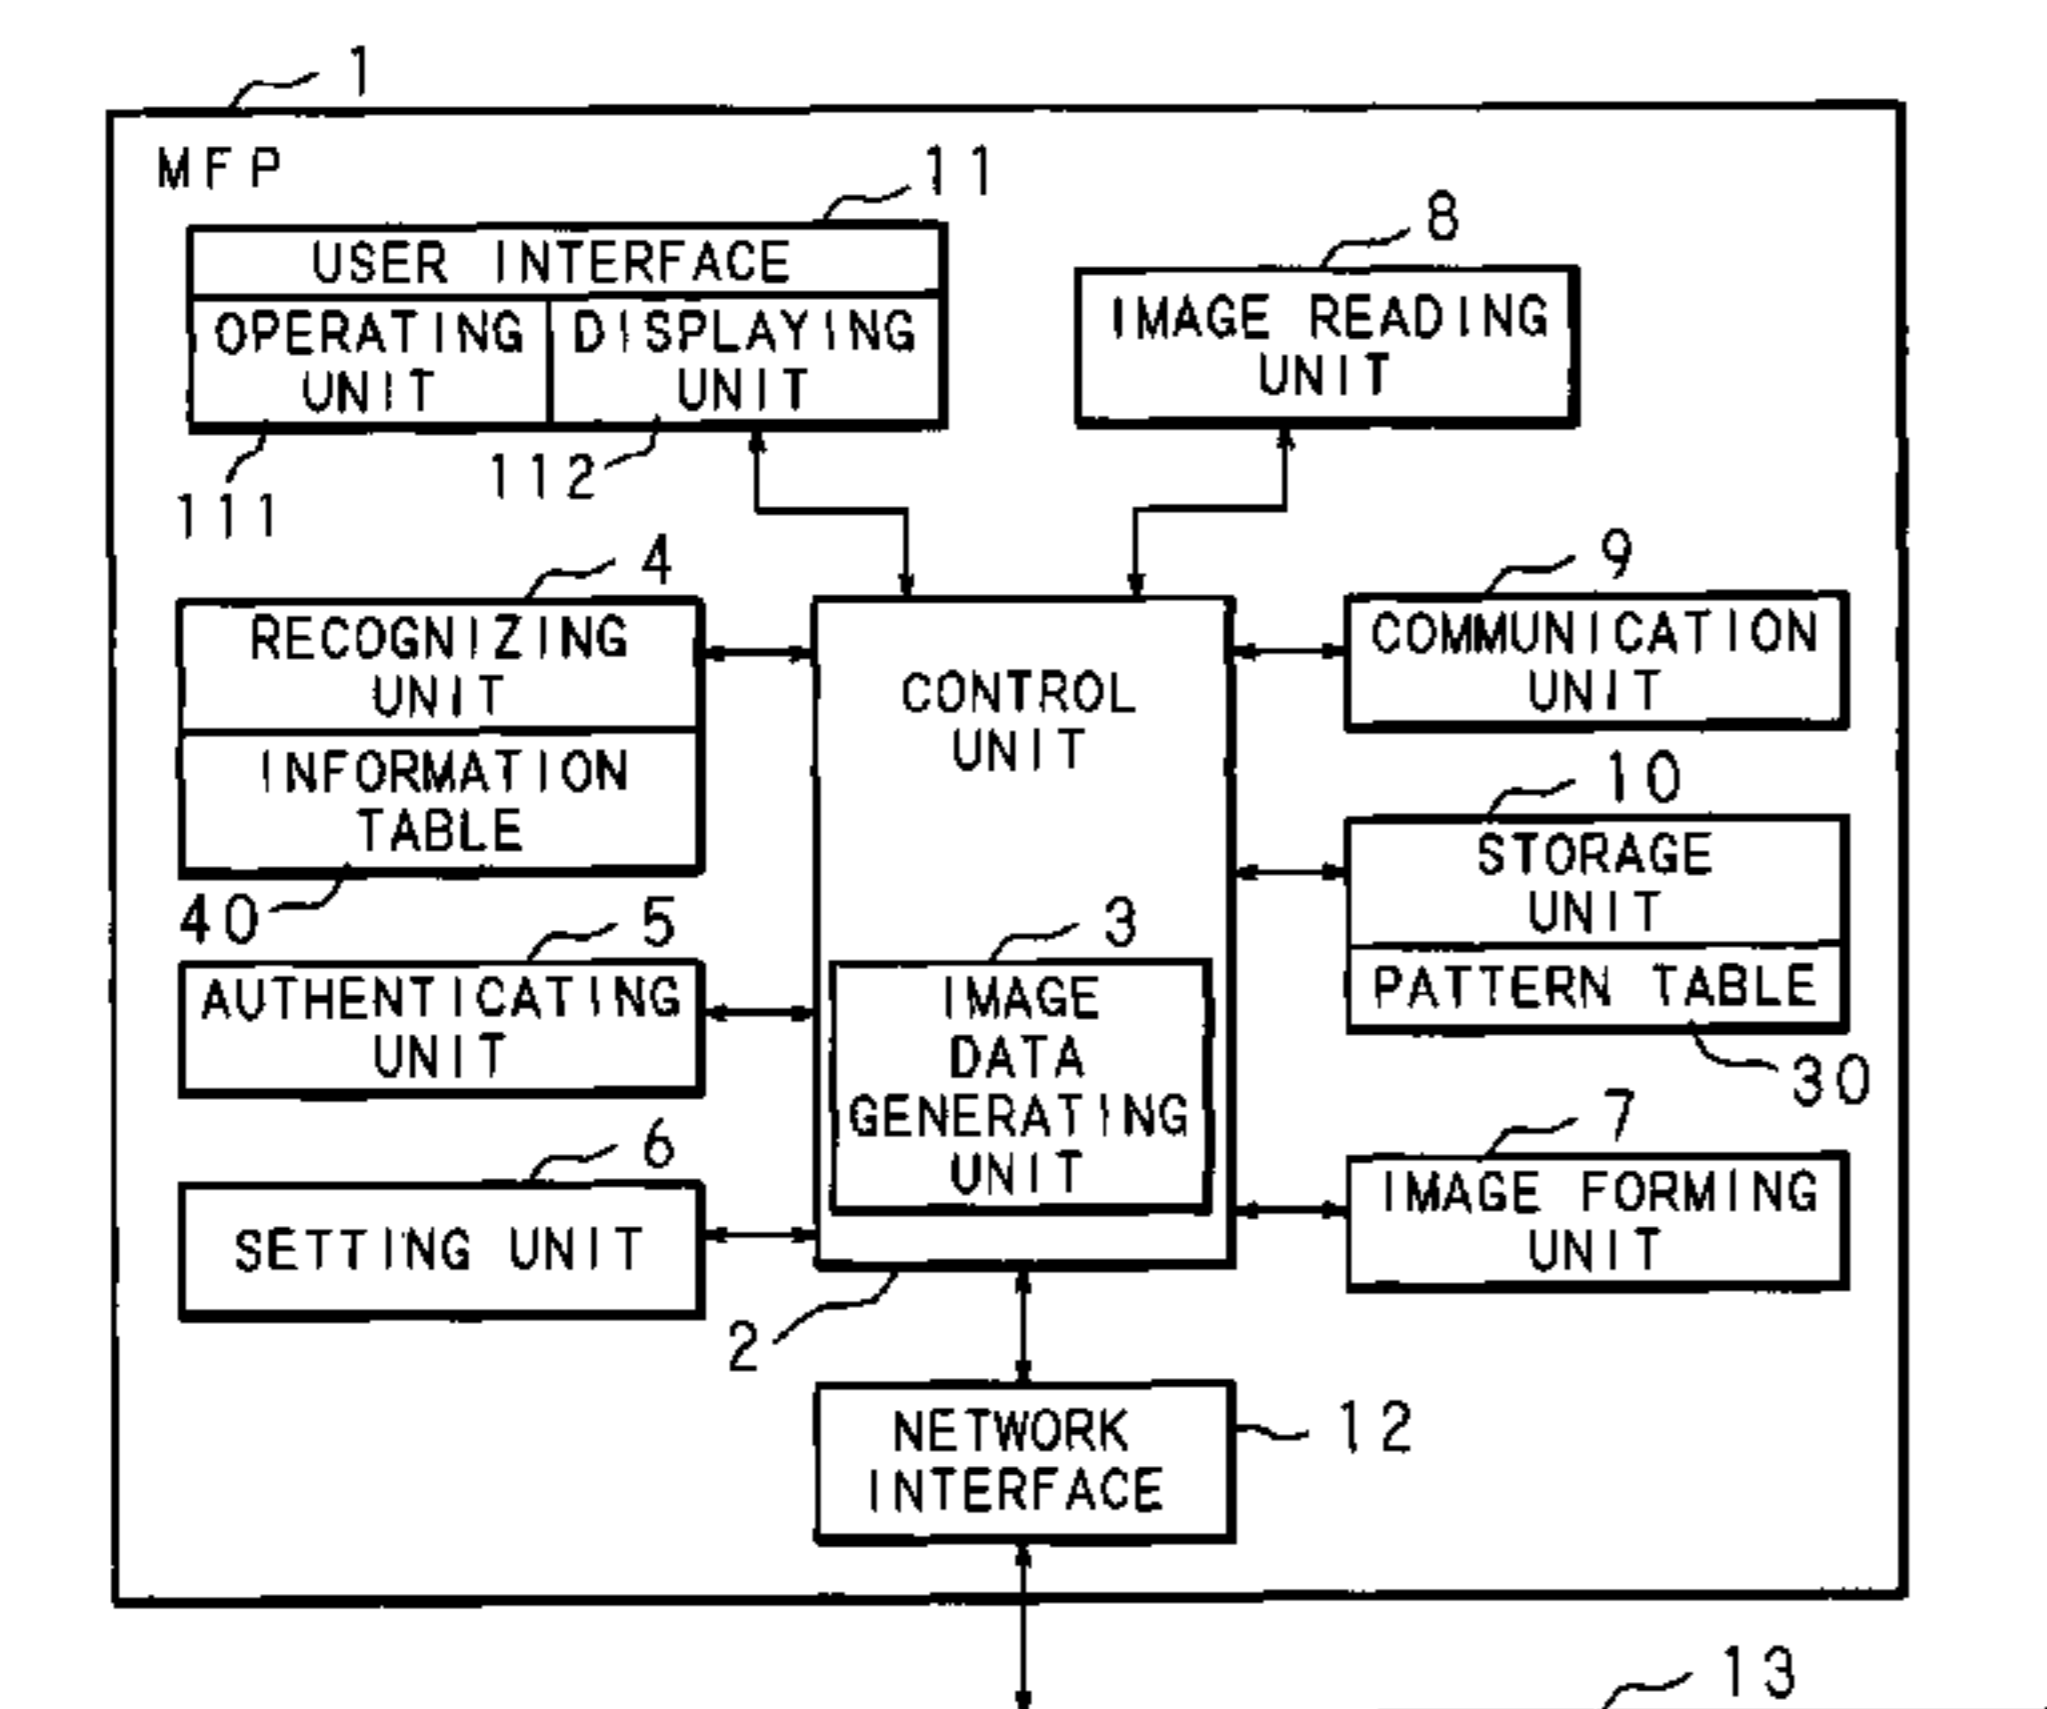 1
MFP
11
USER INTERFACE
OPERATING
UNIT
DISPLAYING
UNIT
111
112
8
IMAGE READING
UNIT
4
RECOGNIZING
UNIT
INFORMATION
TABLE
40
CONTROL
UNIT
9
COMMUNICATION
UNIT
10
STORAGE
UNIT
PATTERN TABLE
30
5
AUTHENTICATING
UNIT
3
IMAGE
DATA
GENERATING
UNIT
7
IMAGE FORMING
UNIT
6
SETTING UNIT
2
NETWORK
INTERFACE
12
13